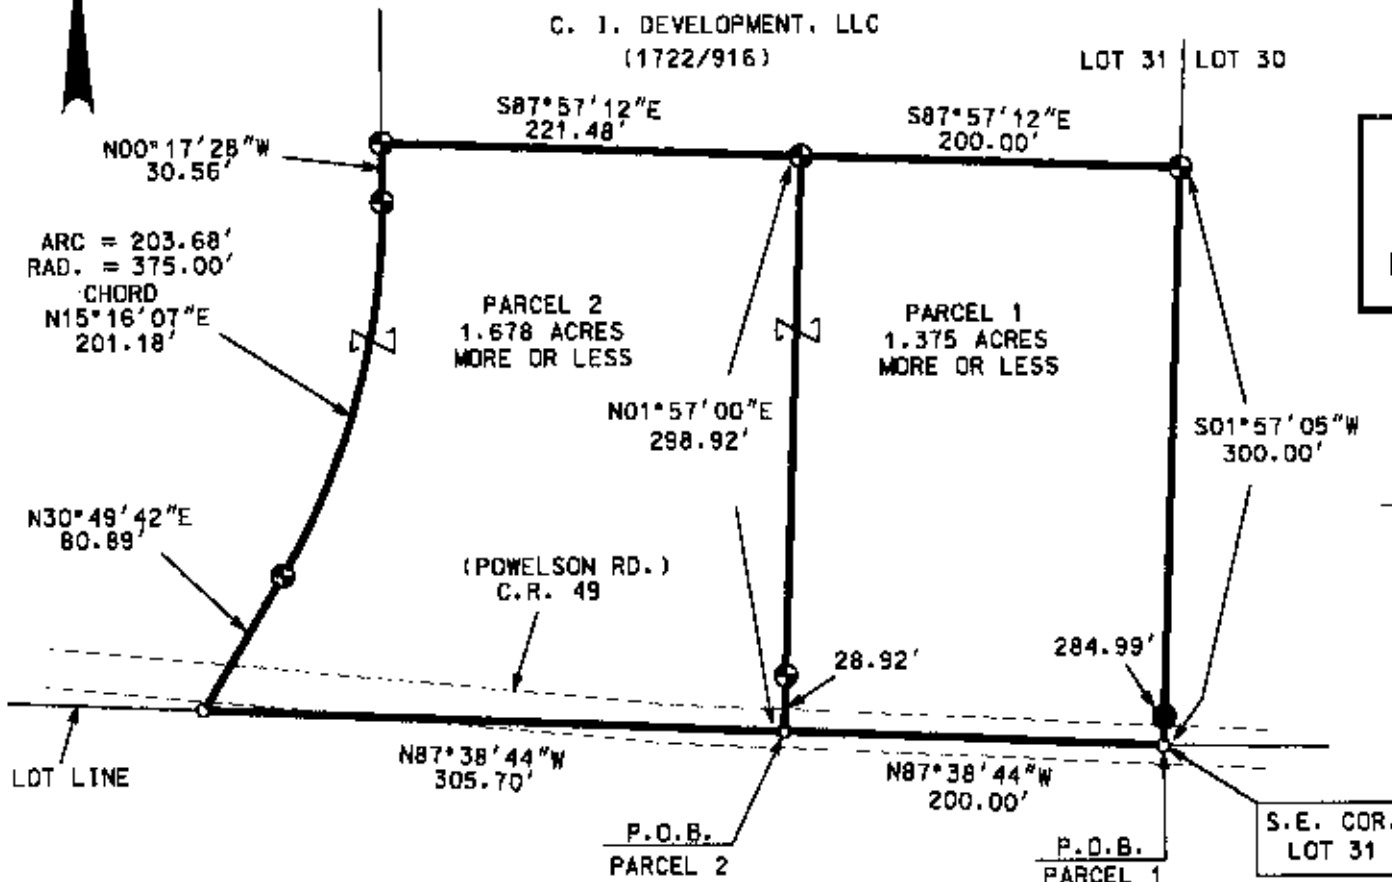 C. I. DEVELOPMENT, LLC
(1722/916)
LOT 31 LOT 30
S87°57'12"E
221.48'
S87°57'12"E
200.00'
N00°17'28"W
30.56'
ARC = 203.68'
RAD. = 375.00'
CHORD
N15°16'07"E
201.18'
PARCEL 2
1.678 ACRES
MORE OR LESS
PARCEL 1
1.375 ACRES
MORE OR LESS
N01°57'00"E
298.92'
S01°57'05"W
300.00'
N30°49'42"E
80.89'
(POWELSON RD.)
C.R. 49
28.92'
284.99'
LOT LINE
N87°38'44"W
305.70'
N87°38'44"W
200.00'
P.O.B.
PARCEL 2
P.O.B.
PARCEL 1
S.E. COR.
LOT 31